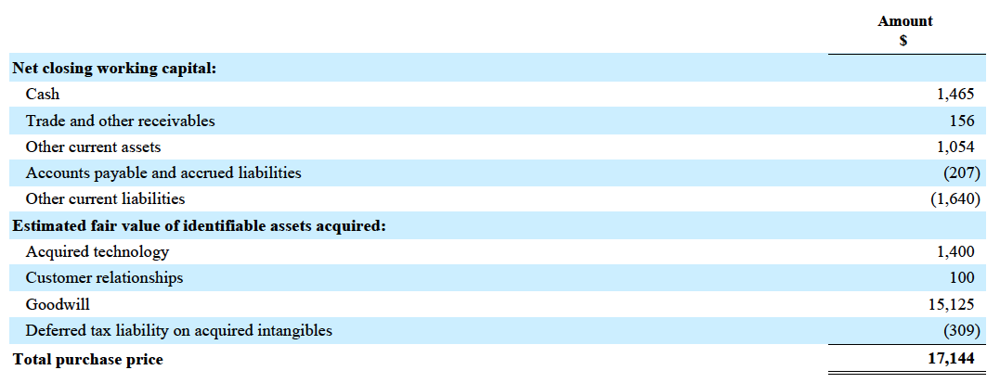 Amount
$
Net closing working capital:
Cash 1,465
Trade and other receivables 156
Other current assets 1,054
Accounts payable and accrued liabilities (207)
Other current liabilities (1,640)
Estimated fair value of identifiable assets acquired:
Acquired technology 1,400
Customer relationships 100
Goodwill 15,125
Deferred tax liability on acquired intangibles (309)
Total purchase price 17,144